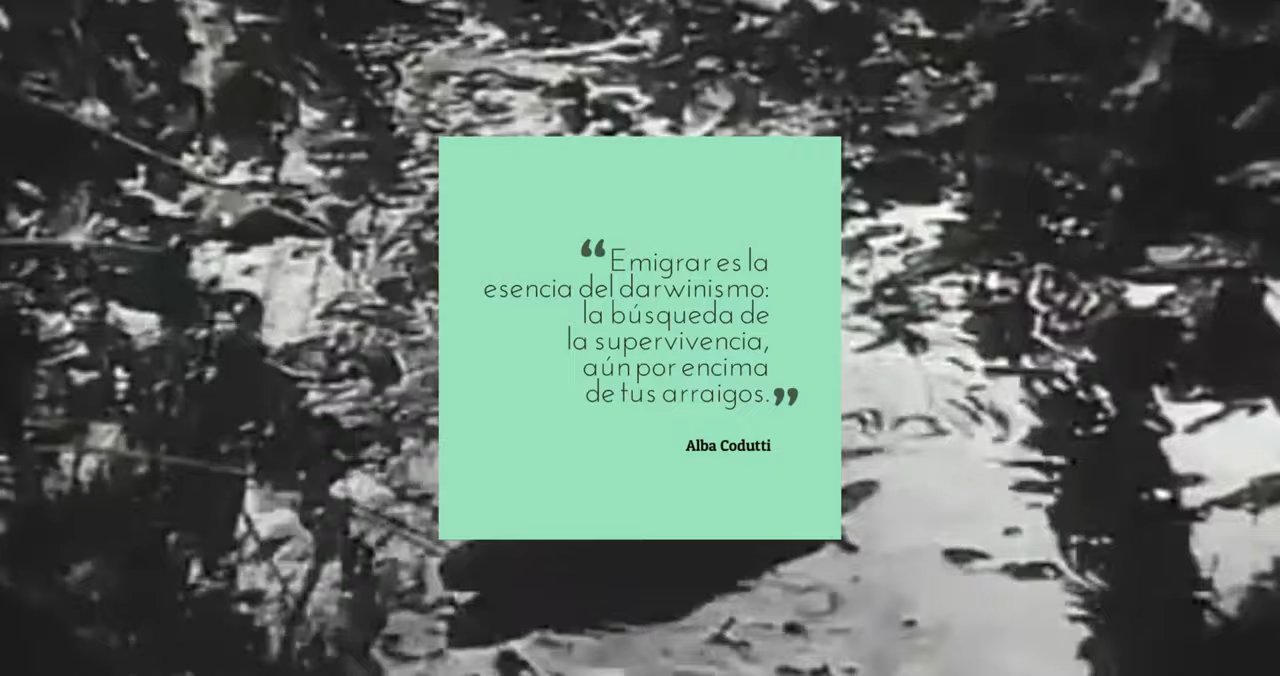 “Emigrar es la
esencia del darwinismo:
la búsqueda de
la supervivencia,
aún por encima
de tus arraigos.”
Alba Codutti